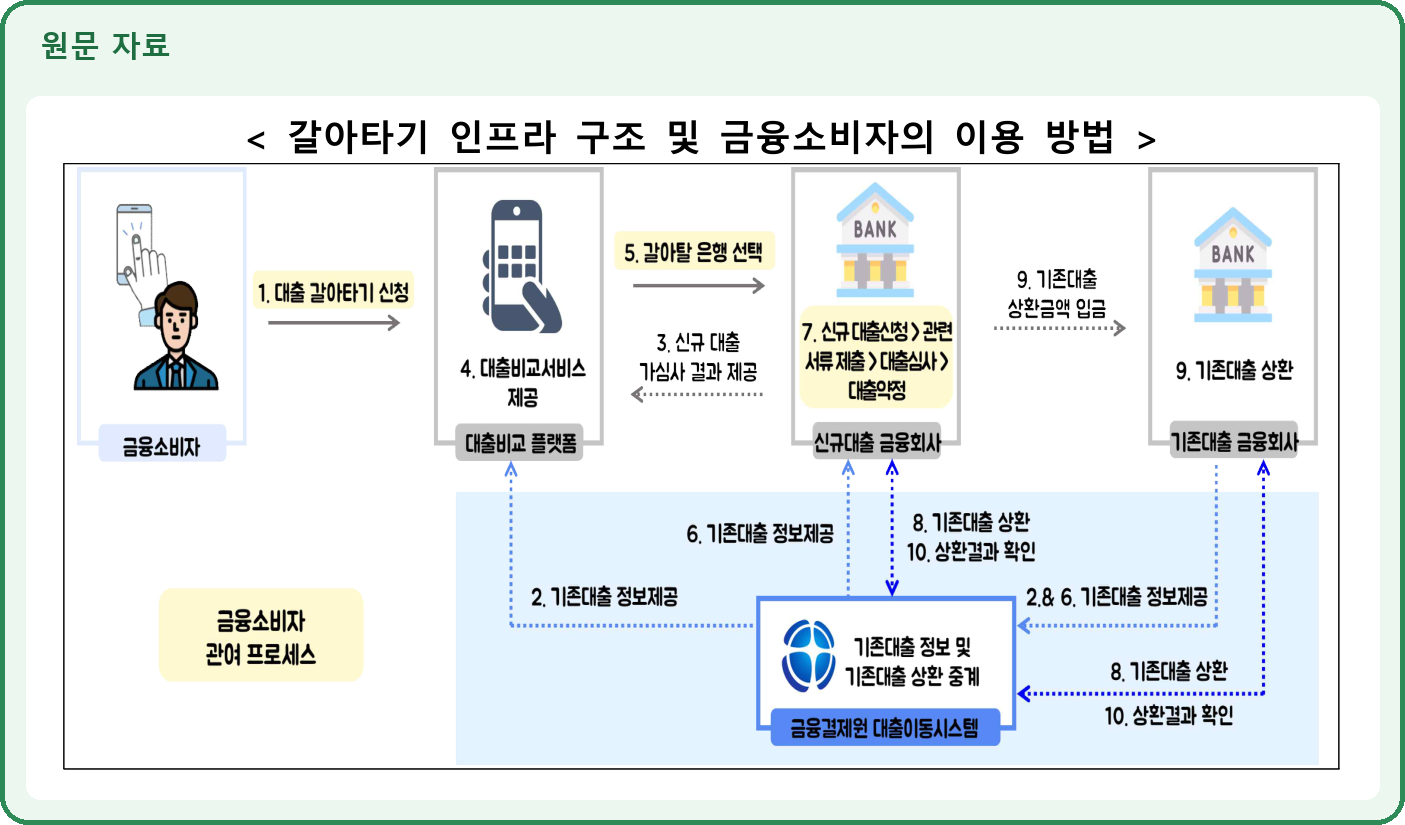 원문 자료
< 갈아타기 인프라 구조 및 금융소비자의 이용 방법 >
1. 대출 갈아타기 신청
금융소비자
4. 대출비교서비스
제공
대출비교 플랫폼
5. 갈아탈 은행 선택
3. 신규 대출
가심사 결과 제공
BANK
7. 신규 대출신청 > 관련
서류 제출 > 대출심사 >
대출약정
신규대출 금융회사
9. 기존대출
상환금액 입금
BANK
9. 기존대출 상환
기존대출 금융회사
6. 기존대출 정보제공
8. 기존대출 상환
10. 상환결과 확인
2. 기존대출 정보제공
2.& 6. 기존대출 정보제공
금융소비자
관여 프로세스
기존대출 정보 및
기존대출 상환 중계
금융결제원 대출이동시스템
8. 기존대출 상환
10. 상환결과 확인